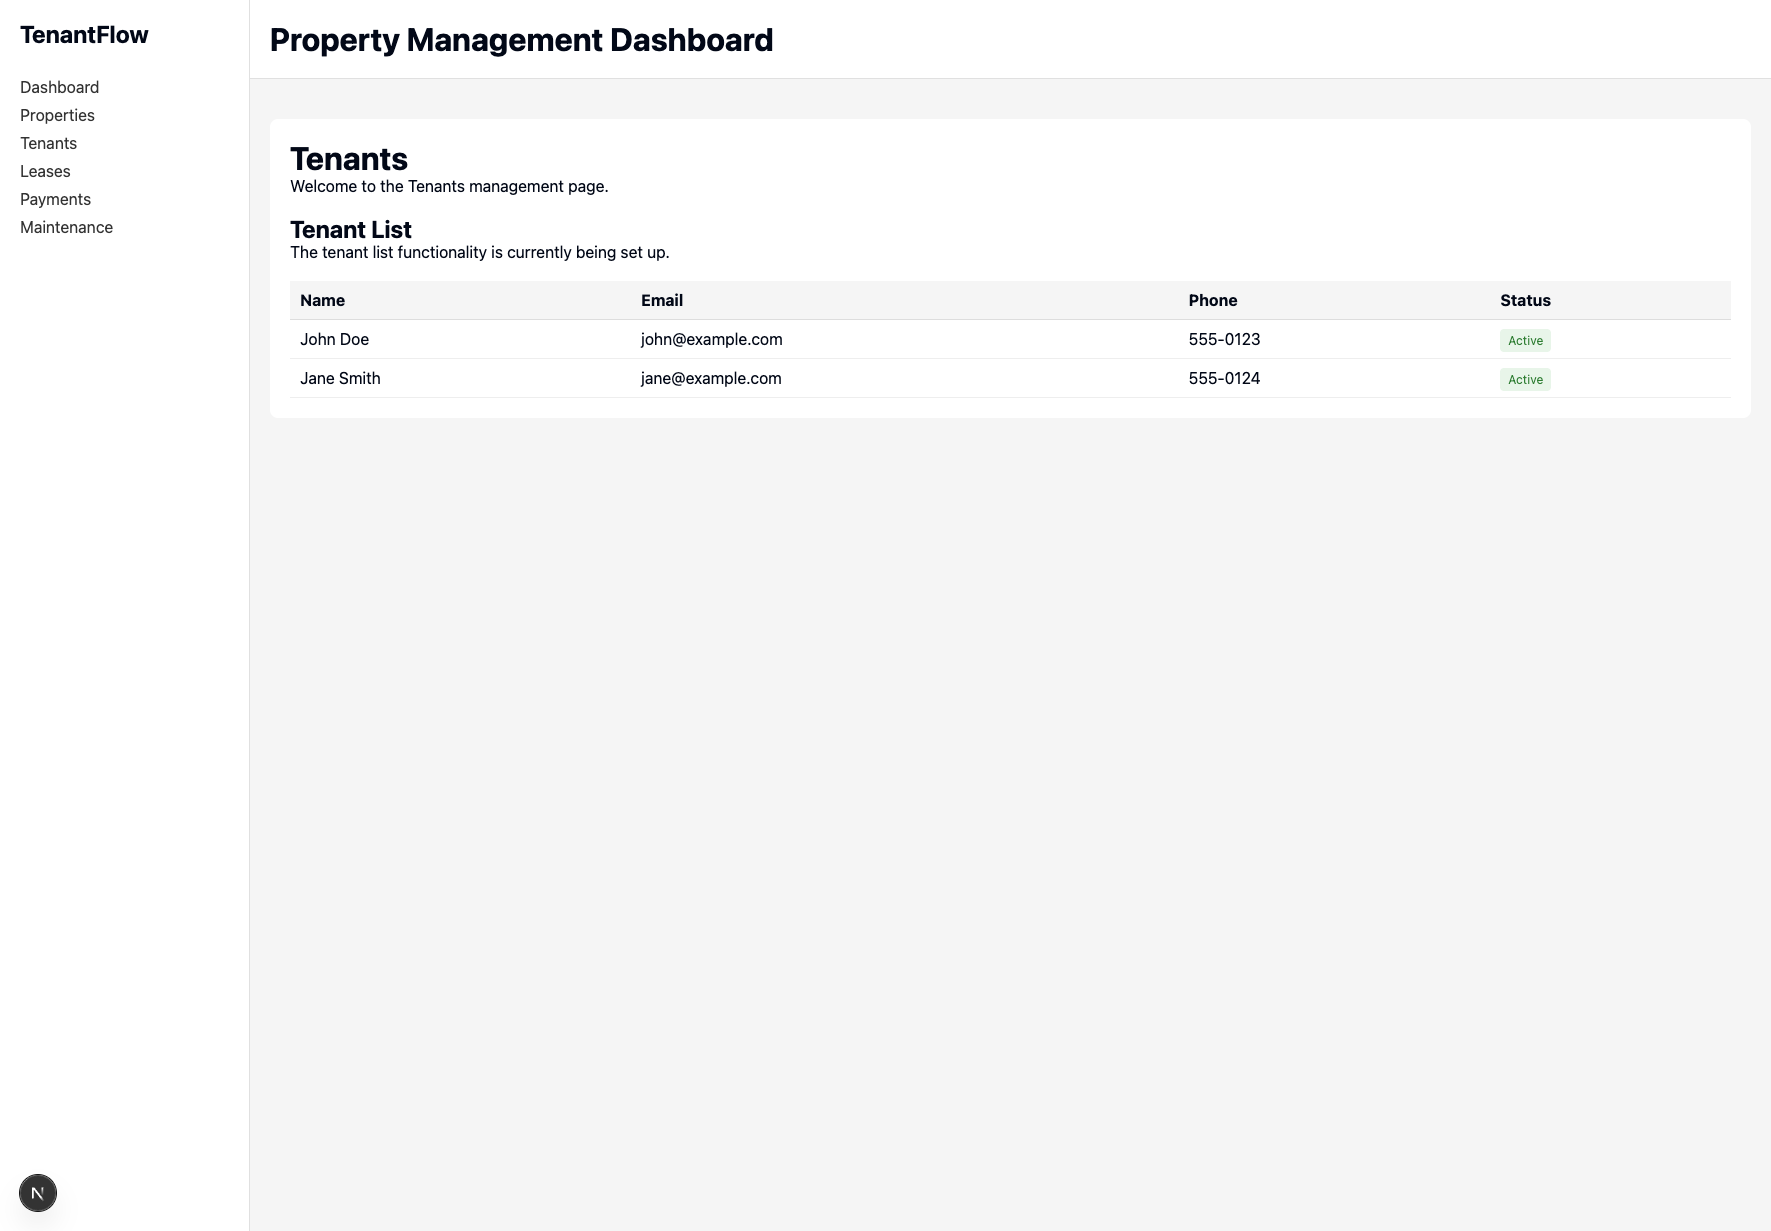 TenantFlow
Dashboard
Properties
Tenants
Leases
Payments
Maintenance
Property Management Dashboard
Tenants
Welcome to the Tenants management page.
Tenant List
The tenant list functionality is currently being set up.
Name Email Phone Status
John Doe john@example.com 555-0123 Active
Jane Smith jane@example.com 555-0124 Active
N